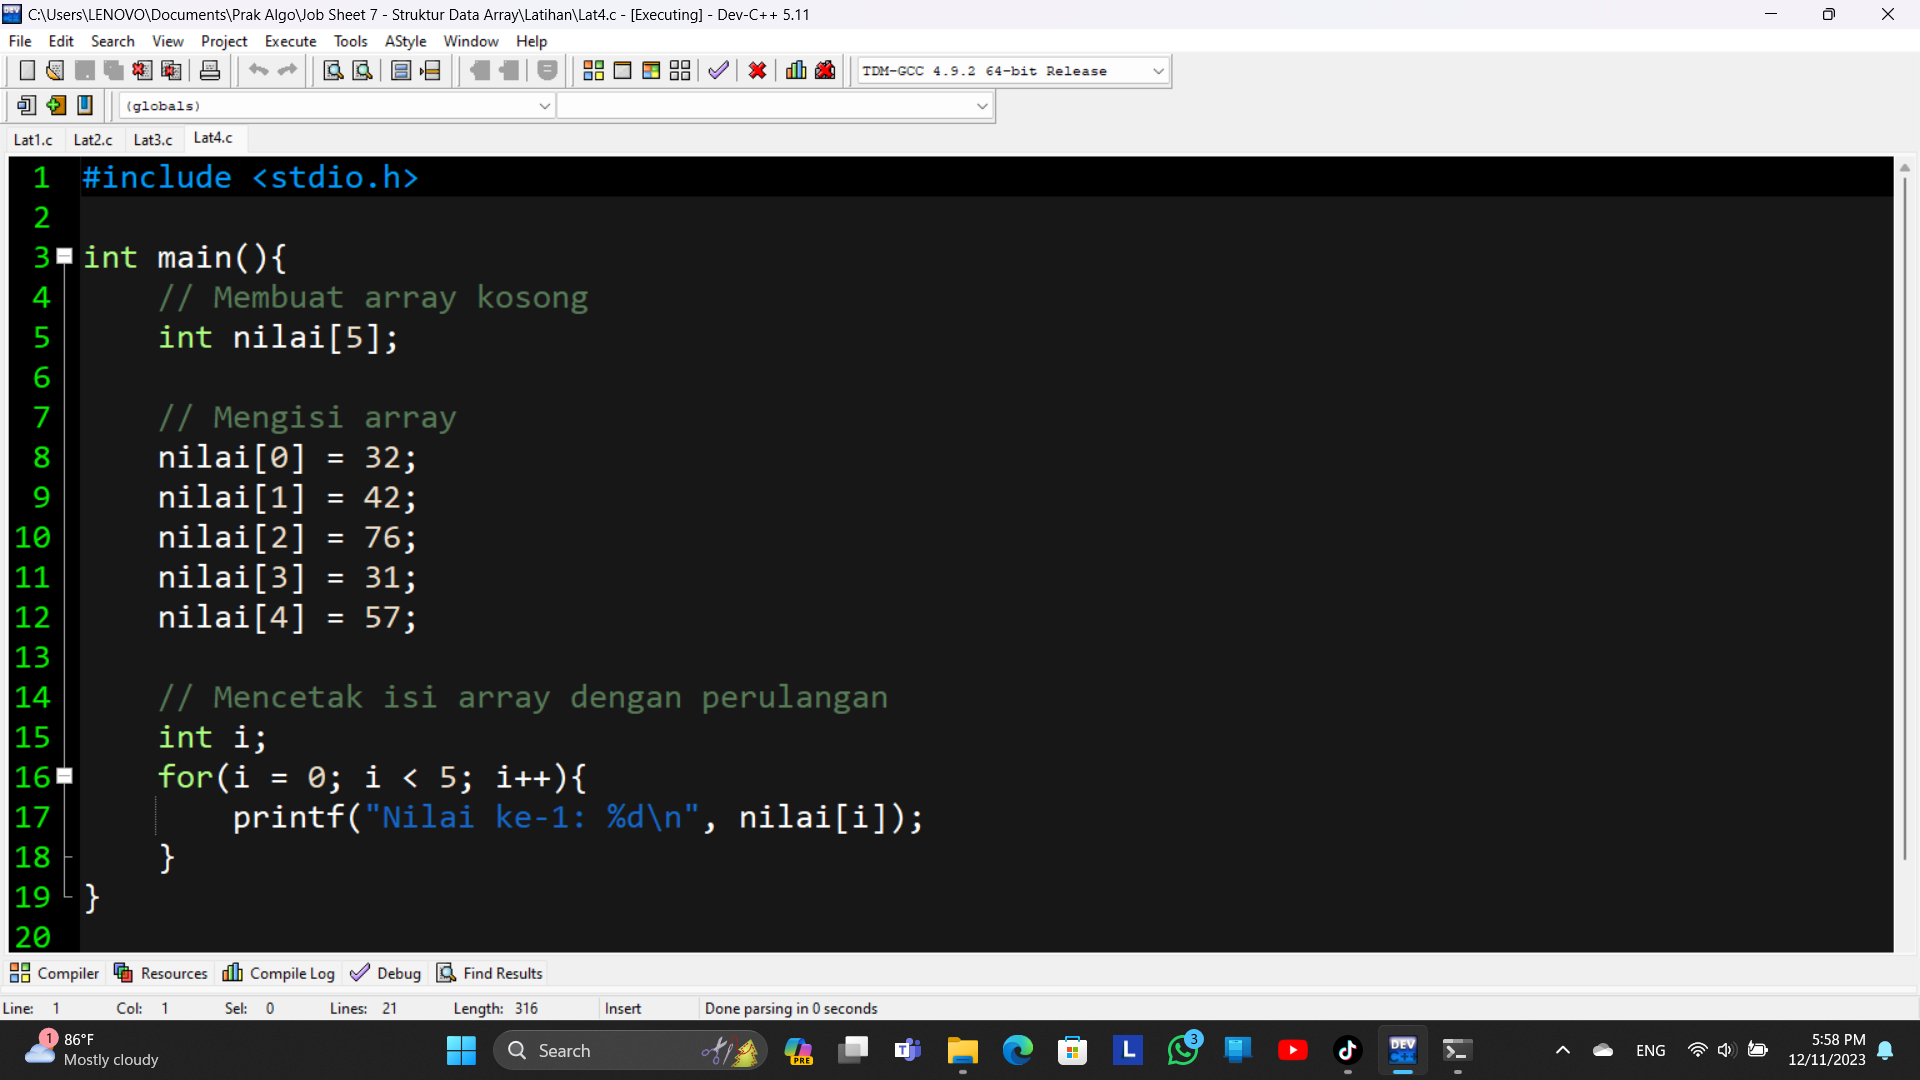 C:\Users\LENOVO\Documents\Prak Algo\Job Sheet 7 - Struktur Data Array\Latihan\Lat4.c - [Executing] - Dev-C++ 5.11
File Edit Search View Project Execute Tools AStyle Window Help
TDM-GCC 4.9.2 64-bit Release
(globals)
Lat1.c Lat2.c Lat3.c Lat4.c
1 #include <stdio.h>
2
3 int main(){
4 // Membuat array kosong
5 int nilai[5];
6
7 // Mengisi array
8 nilai[0] = 32;
9 nilai[1] = 42;
10 nilai[2] = 76;
11 nilai[3] = 31;
12 nilai[4] = 57;
13
14 // Mencetak isi array dengan perulangan
15 int i;
16 for(i = 0; i < 5; i++){
17 printf("Nilai ke-1: %d\n", nilai[i]);
18 }
19 }
20
Compiler Resources Compile Log Debug Find Results
Line: 1 Col: 1 Sel: 0 Lines: 21 Length: 316 Insert Done parsing in 0 seconds
1 86°F
Mostly cloudy
Search
PRE
L
3
DEV C++
ENG
5:58 PM
12/11/2023